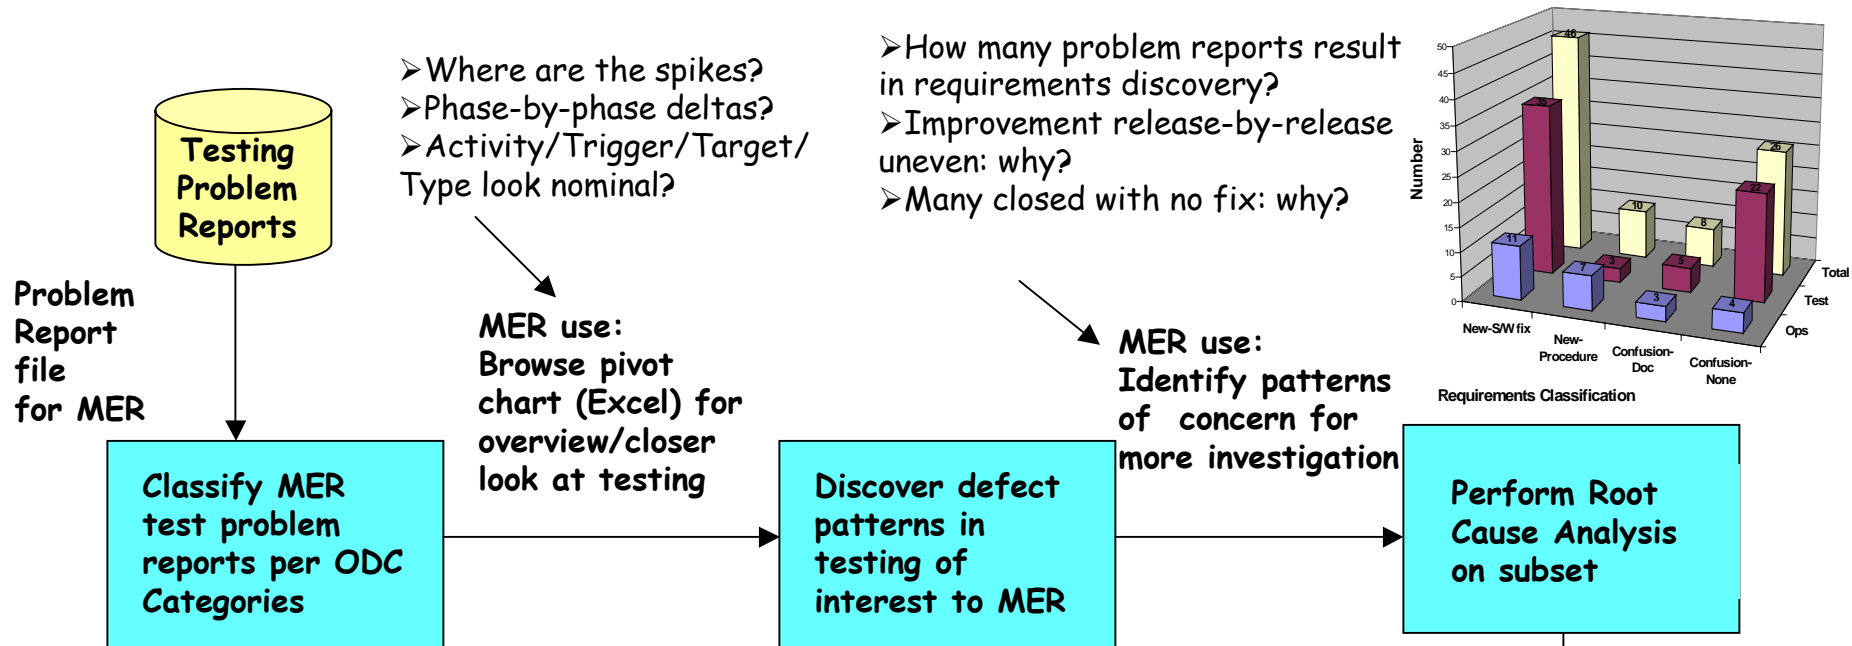 Testing
Problem
Reports
Problem
Report
file
for MER
➢Where are the spikes?
➢Phase-by-phase deltas?
➢Activity/Trigger/Target/
Type look nominal?
MER use:
Browse pivot
chart (Excel) for
overview/closer
look at testing
➢How many problem reports result
in requirements discovery?
➢Improvement release-by-release
uneven: why?
➢Many closed with no fix: why?
MER use:
Identify patterns
of concern for
more investigation
50
45
40
35
30
25
20
15
10
5
0
Number
46
10
8
26
35
3
5
22
11
7
3
4
New-S/W fix
New-
Procedure
Confusion-
Doc
Confusion-
None
Total
Test
Ops
Requirements Classification
Classify MER
test problem
reports per ODC
Categories
Discover defect
patterns in
testing of
interest to MER
Perform Root
Cause Analysis
on subset